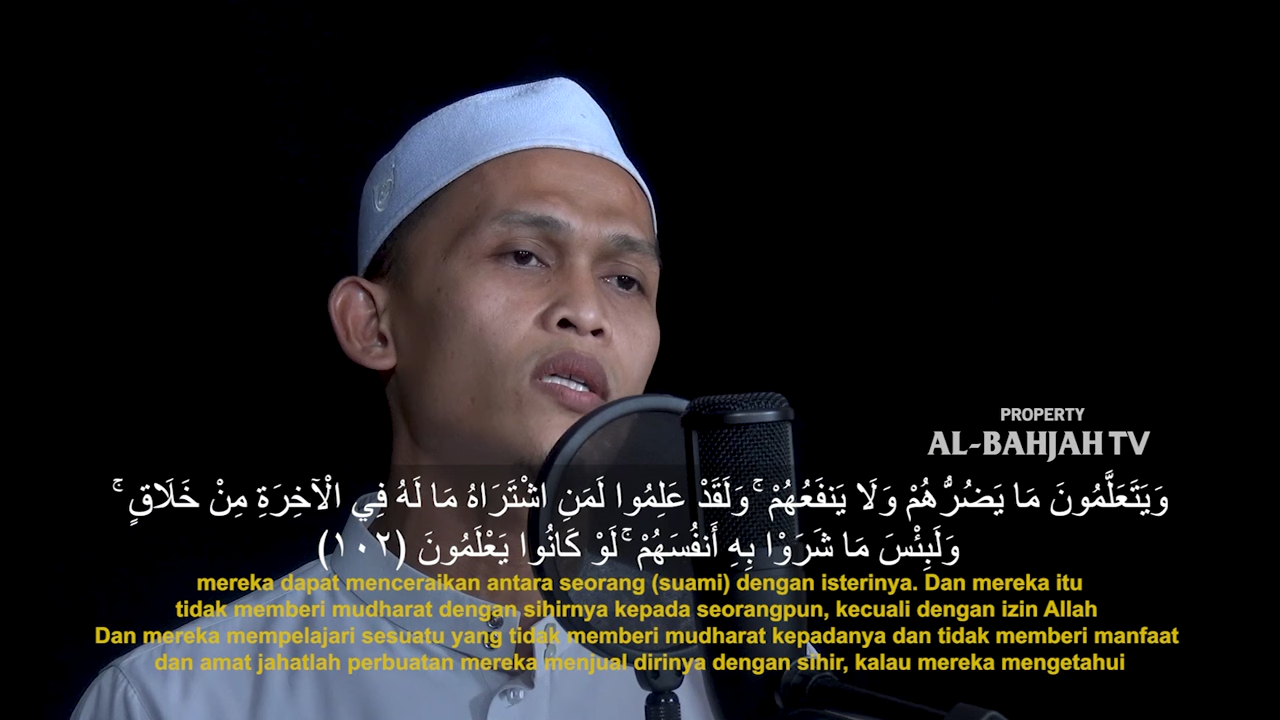 PROPERTY
AL-BAHJAH TV
وَيَتَعَلَّمُونَ مَا يَضُرُّهُمْ وَلَا يَنفَعُهُمْ ۚ وَلَقَدْ عَلِمُوا لَمَنِ اشْتَرَاهُ مَا لَهُ فِي الْآخِرَةِ مِنْ خَلَاقٍ ۚ
وَلَبِئْسَ مَا شَرَوْا بِهِ أَنفُسَهُمْ ۚ لَوْ كَانُوا يَعْلَمُونَ (١٠٢)
mereka dapat menceraikan antara seorang (suami) dengan isterinya. Dan mereka itu
tidak memberi mudharat dengan sihirnya kepada seorangpun, kecuali dengan izin Allah
Dan mereka mempelajari sesuatu yang tidak memberi mudharat kepadanya dan tidak memberi manfaat
dan amat jahatlah perbuatan mereka menjual dirinya dengan sihir, kalau mereka mengetahui